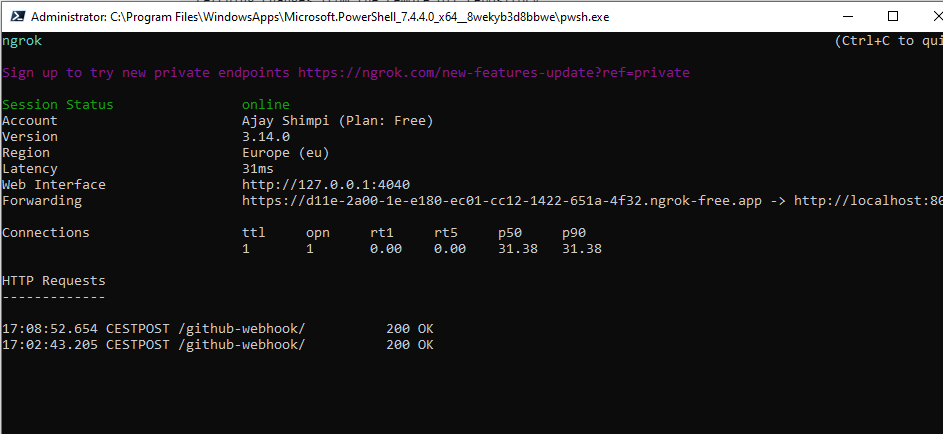 Administrator: C:\Program Files\WindowsApps\Microsoft.PowerShell_7.4.4.0_x64__8wekyb3d8bbwe\pwsh.exe
ngrok (Ctrl+C to qui
Sign up to try new private endpoints https://ngrok.com/new-features-update?ref=private
Session Status online
Account Ajay Shimpi (Plan: Free)
Version 3.14.0
Region Europe (eu)
Latency 31ms
Web Interface http://127.0.0.1:4040
Forwarding https://d11e-2a00-1e-e180-ec01-cc12-1422-651a-4f32.ngrok-free.app -> http://localhost:80
Connections ttl opn rt1 rt5 p50 p90
1 1 0.00 0.00 31.38 31.38
HTTP Requests
-------------
17:08:52.654 CESTPOST /github-webhook/ 200 OK
17:02:43.205 CESTPOST /github-webhook/ 200 OK